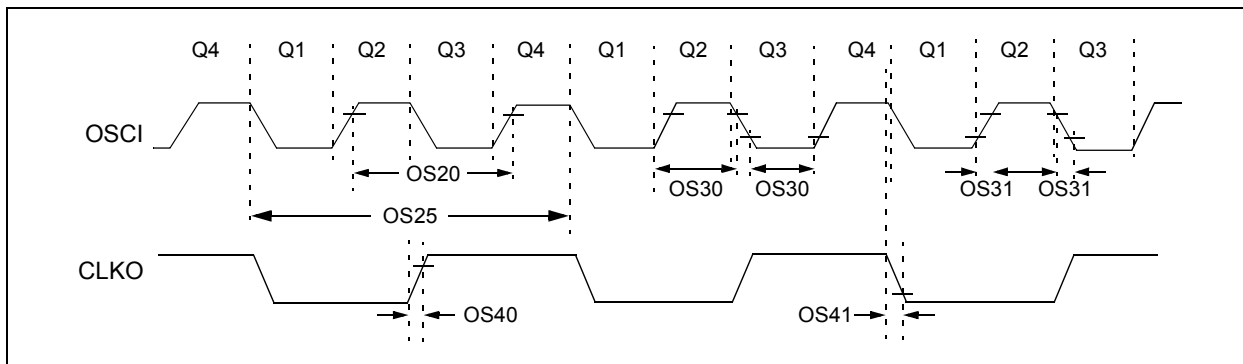 Q4 Q1 Q2 Q3 Q4 Q1 Q2 Q3 Q4 Q1 Q2 Q3
OSCI
OS20
OS30 OS30
OS31 OS31
OS25
CLKO
OS40
OS41